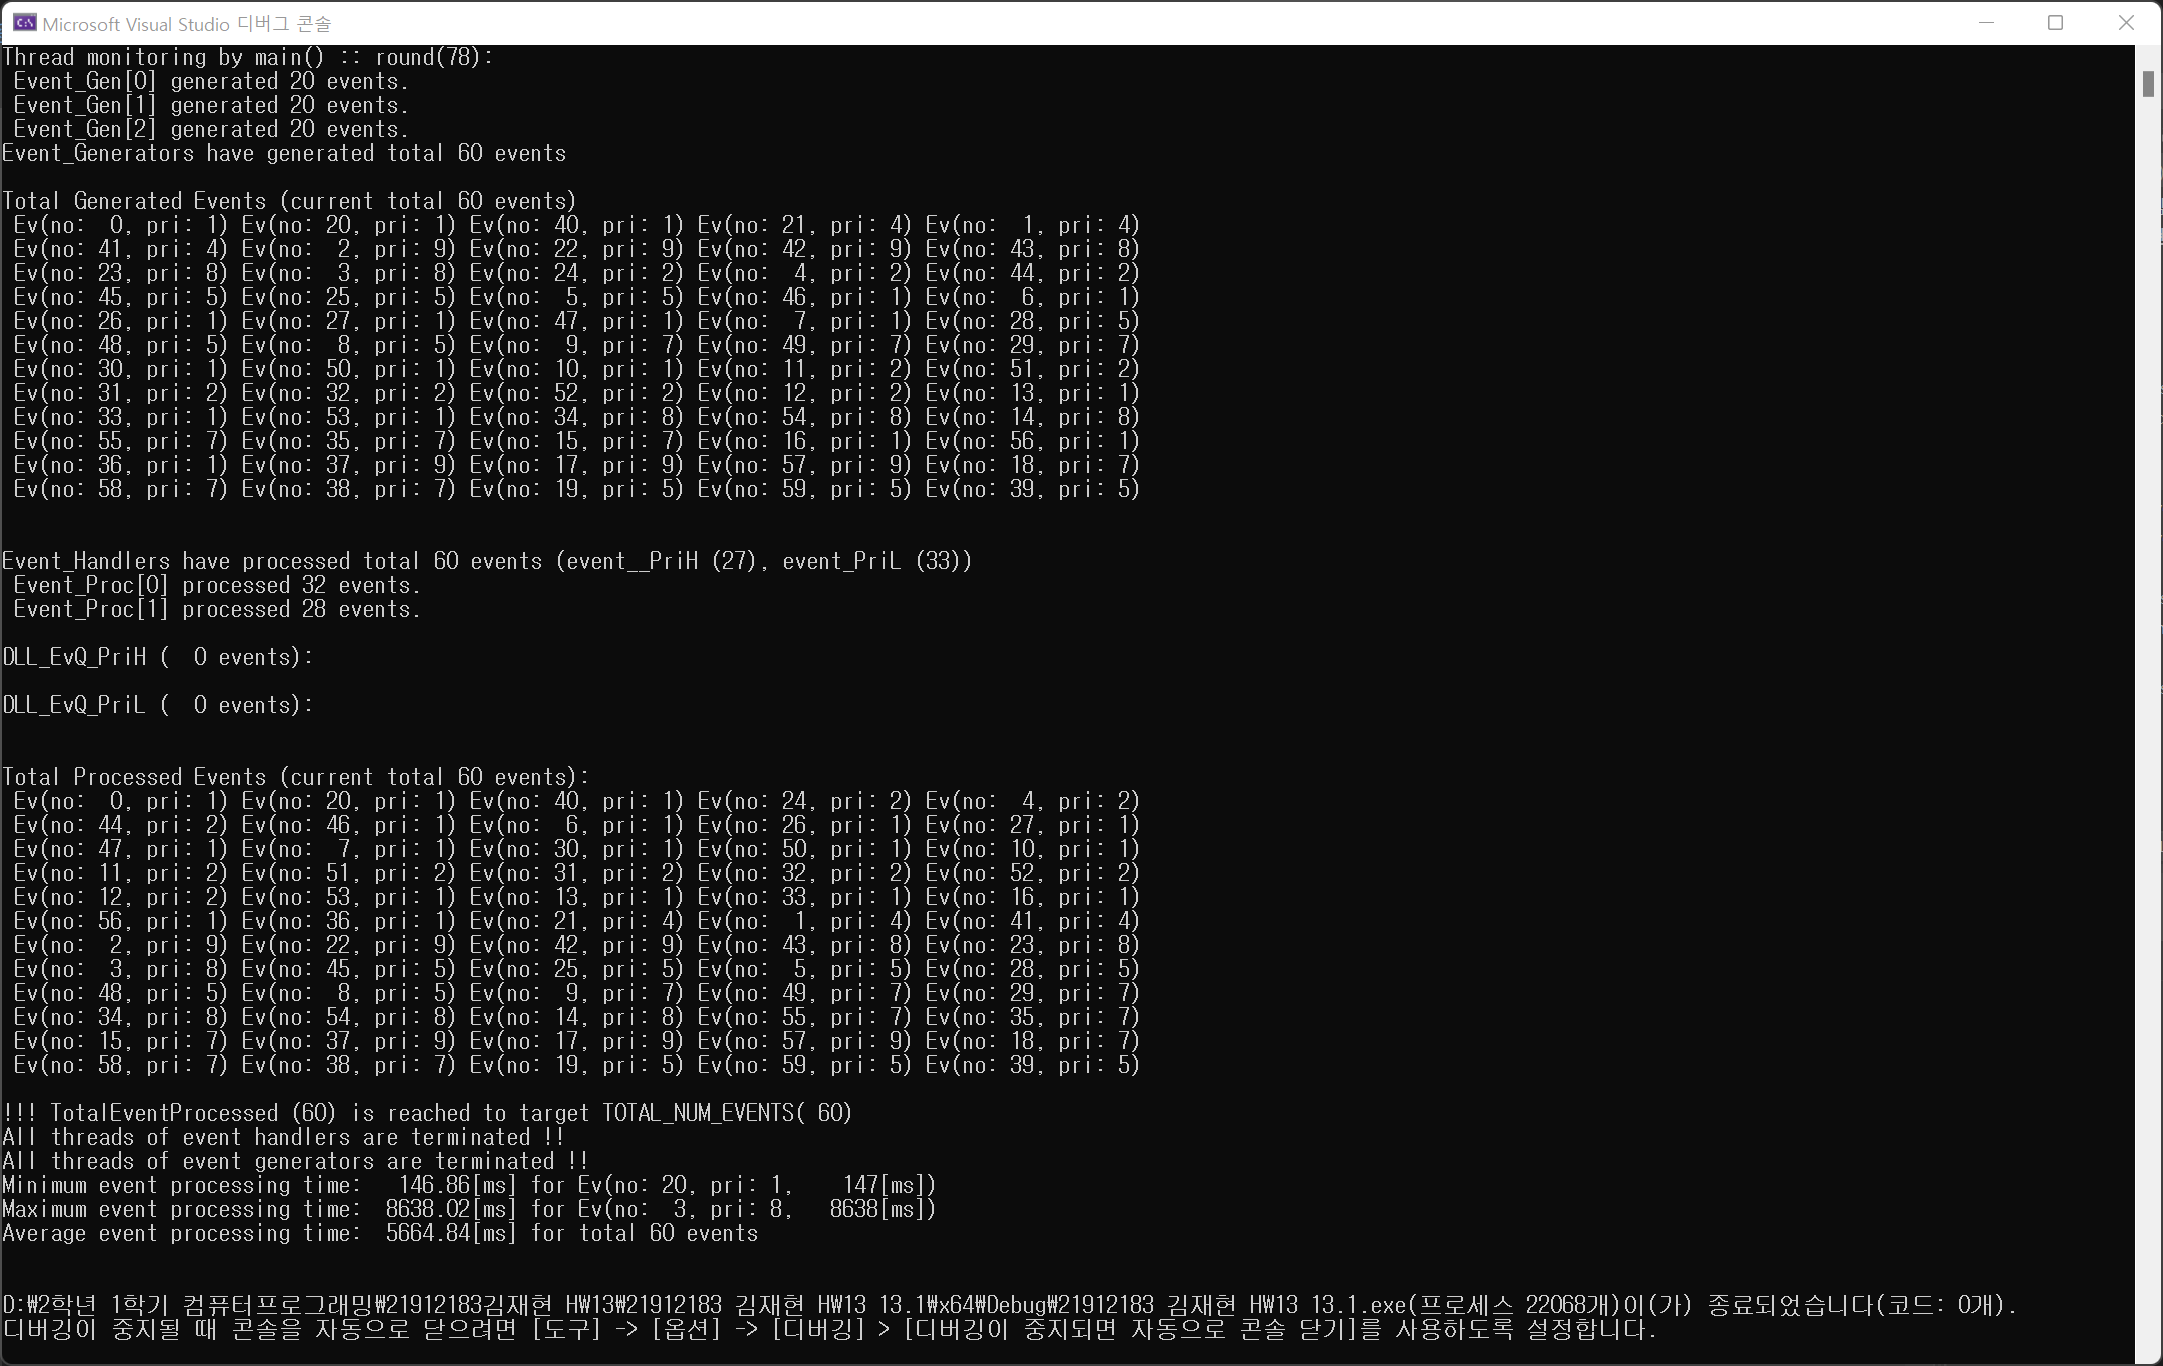 Microsoft Visual Studio 디버그 콘솔
Thread monitoring by main() :: round(78):
 Event_Gen[0] generated 20 events.
 Event_Gen[1] generated 20 events.
 Event_Gen[2] generated 20 events.
Event_Generators have generated total 60 events
Total Generated Events (current total 60 events)
 Ev(no:  0, pri: 1) Ev(no: 20, pri: 1) Ev(no: 40, pri: 1) Ev(no: 21, pri: 4) Ev(no:  1, pri: 4)
 Ev(no: 41, pri: 4) Ev(no:  2, pri: 9) Ev(no: 22, pri: 9) Ev(no: 42, pri: 9) Ev(no: 43, pri: 8)
 Ev(no: 23, pri: 8) Ev(no:  3, pri: 8) Ev(no: 24, pri: 2) Ev(no:  4, pri: 2) Ev(no: 44, pri: 2)
 Ev(no: 45, pri: 5) Ev(no: 25, pri: 5) Ev(no:  5, pri: 5) Ev(no: 46, pri: 1) Ev(no:  6, pri: 1)
 Ev(no: 26, pri: 1) Ev(no: 27, pri: 1) Ev(no: 47, pri: 1) Ev(no:  7, pri: 1) Ev(no: 28, pri: 5)
 Ev(no: 48, pri: 5) Ev(no:  8, pri: 5) Ev(no:  9, pri: 7) Ev(no: 49, pri: 7) Ev(no: 29, pri: 7)
 Ev(no: 30, pri: 1) Ev(no: 50, pri: 1) Ev(no: 10, pri: 1) Ev(no: 11, pri: 2) Ev(no: 51, pri: 2)
 Ev(no: 31, pri: 2) Ev(no: 32, pri: 2) Ev(no: 52, pri: 2) Ev(no: 12, pri: 2) Ev(no: 13, pri: 1)
 Ev(no: 33, pri: 1) Ev(no: 53, pri: 1) Ev(no: 34, pri: 8) Ev(no: 54, pri: 8) Ev(no: 14, pri: 8)
 Ev(no: 55, pri: 7) Ev(no: 35, pri: 7) Ev(no: 15, pri: 7) Ev(no: 16, pri: 1) Ev(no: 56, pri: 1)
 Ev(no: 36, pri: 1) Ev(no: 37, pri: 9) Ev(no: 17, pri: 9) Ev(no: 57, pri: 9) Ev(no: 18, pri: 7)
 Ev(no: 58, pri: 7) Ev(no: 38, pri: 7) Ev(no: 19, pri: 5) Ev(no: 59, pri: 5) Ev(no: 39, pri: 5)
Event_Handlers have processed total 60 events (event__PriH (27), event_PriL (33))
 Event_Proc[0] processed 32 events.
 Event_Proc[1] processed 28 events.
DLL_EvQ_PriH (  0 events):
DLL_EvQ_PriL (  0 events):
Total Processed Events (current total 60 events):
 Ev(no:  0, pri: 1) Ev(no: 20, pri: 1) Ev(no: 40, pri: 1) Ev(no: 24, pri: 2) Ev(no:  4, pri: 2)
 Ev(no: 44, pri: 2) Ev(no: 46, pri: 1) Ev(no:  6, pri: 1) Ev(no: 26, pri: 1) Ev(no: 27, pri: 1)
 Ev(no: 47, pri: 1) Ev(no:  7, pri: 1) Ev(no: 30, pri: 1) Ev(no: 50, pri: 1) Ev(no: 10, pri: 1)
 Ev(no: 11, pri: 2) Ev(no: 51, pri: 2) Ev(no: 31, pri: 2) Ev(no: 32, pri: 2) Ev(no: 52, pri: 2)
 Ev(no: 12, pri: 2) Ev(no: 53, pri: 1) Ev(no: 13, pri: 1) Ev(no: 33, pri: 1) Ev(no: 16, pri: 1)
 Ev(no: 56, pri: 1) Ev(no: 36, pri: 1) Ev(no: 21, pri: 4) Ev(no:  1, pri: 4) Ev(no: 41, pri: 4)
 Ev(no:  2, pri: 9) Ev(no: 22, pri: 9) Ev(no: 42, pri: 9) Ev(no: 43, pri: 8) Ev(no: 23, pri: 8)
 Ev(no:  3, pri: 8) Ev(no: 45, pri: 5) Ev(no: 25, pri: 5) Ev(no:  5, pri: 5) Ev(no: 28, pri: 5)
 Ev(no: 48, pri: 5) Ev(no:  8, pri: 5) Ev(no:  9, pri: 7) Ev(no: 49, pri: 7) Ev(no: 29, pri: 7)
 Ev(no: 34, pri: 8) Ev(no: 54, pri: 8) Ev(no: 14, pri: 8) Ev(no: 55, pri: 7) Ev(no: 35, pri: 7)
 Ev(no: 15, pri: 7) Ev(no: 37, pri: 9) Ev(no: 17, pri: 9) Ev(no: 57, pri: 9) Ev(no: 18, pri: 7)
 Ev(no: 58, pri: 7) Ev(no: 38, pri: 7) Ev(no: 19, pri: 5) Ev(no: 59, pri: 5) Ev(no: 39, pri: 5)
!!! TotalEventProcessed (60) is reached to target TOTAL_NUM_EVENTS( 60)
All threads of event handlers are terminated !!
All threads of event generators are terminated !!
Minimum event processing time:   146.86[ms] for Ev(no: 20, pri: 1,    147[ms])
Maximum event processing time:  8638.02[ms] for Ev(no:  3, pri: 8,   8638[ms])
Average event processing time:  5664.84[ms] for total 60 events
D:₩2학년 1학기 컴퓨터프로그래밍₩21912183김재현_HW13₩21912183_김재현_HW13_13.1₩x64₩Debug₩21912183_김재현_HW13_13.1.exe(프로세스 22068개)이(가) 종료되었습니다(코드: 0개).
디버깅이 중지될 때 콘솔을 자동으로 닫으려면 [도구] -> [옵션] -> [디버깅] > [디버깅이 중지되면 자동으로 콘솔 닫기]를 사용하도록 설정합니다.